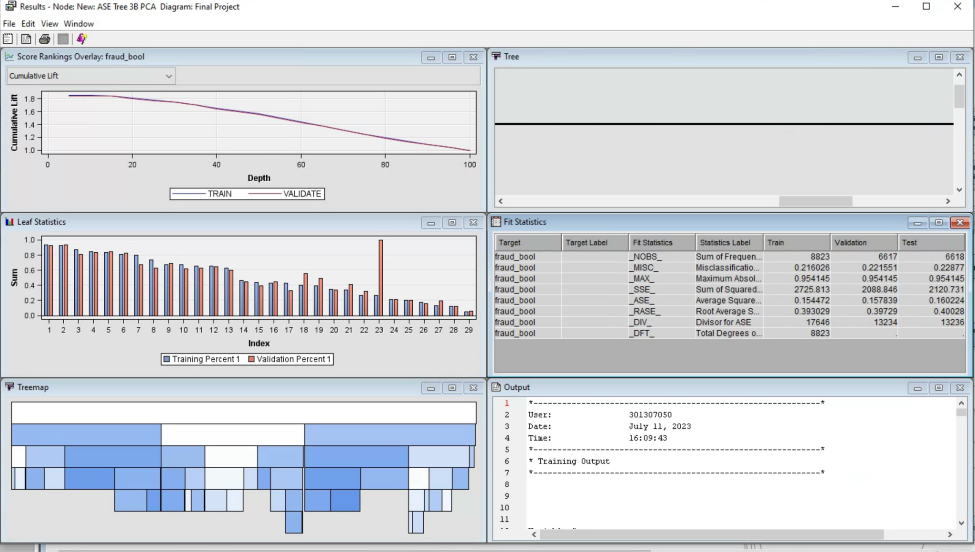 Results - Node: New: ASE Tree 3B PCA  Diagram: Final Project
File  Edit  View  Window
Score Rankings Overlay: fraud_bool
Cumulative Lift
Cumulative Lift
1.8
1.6
1.4
1.2
1.0
0  20  40  60  80  100
Depth
TRAIN  VALIDATE
Tree
Leaf Statistics
Sum
1.0
0.8
0.6
0.4
0.2
0.0
1  2  3  4  5  6  7  8  9  10  11  12  13  14  15  16  17  18  19  20  21  22  23  24  25  26  27  28  29
Index
Training Percent 1  Validation Percent 1
Fit Statistics
Target  Target Label  Fit Statistics  Statistics Label  Train  Validation  Test
fraud_bool  _NOBS_  Sum of Frequen...  8823  6617  6618
fraud_bool  _MISC_  Misclassificatio...  0.216026  0.221551  0.22877
fraud_bool  _MAX_  Maximum Absol...  0.954145  0.954145  0.954145
fraud_bool  _SSE_  Sum of Squared...  2725.813  2088.846  2120.731
fraud_bool  _ASE_  Average Square...  0.154472  0.157839  0.160224
fraud_bool  _RASE_  Root Average S...  0.393029  0.39729  0.40028
fraud_bool  _DIV_  Divisor for ASE  17646  13234  13236
fraud_bool  _DFT_  Total Degrees o...  8823  .  .
Treemap
Output
1  *------------------------------------------------------------*
2  User:  301307050
3  Date:  July 11, 2023
4  Time:  16:09:43
5  *------------------------------------------------------------*
6  * Training Output
7  *------------------------------------------------------------*
8
9
10
11